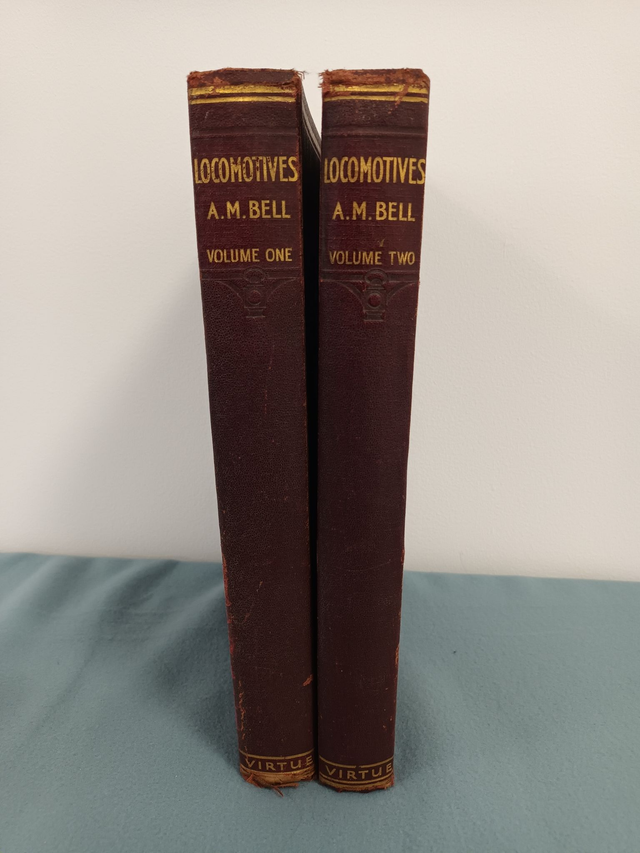 LOCOMOTIVES
A.M.BELL
VOLUME ONE
VIRTUE
LOCOMOTIVES
A.M.BELL
VOLUME TWO
VIRTUE